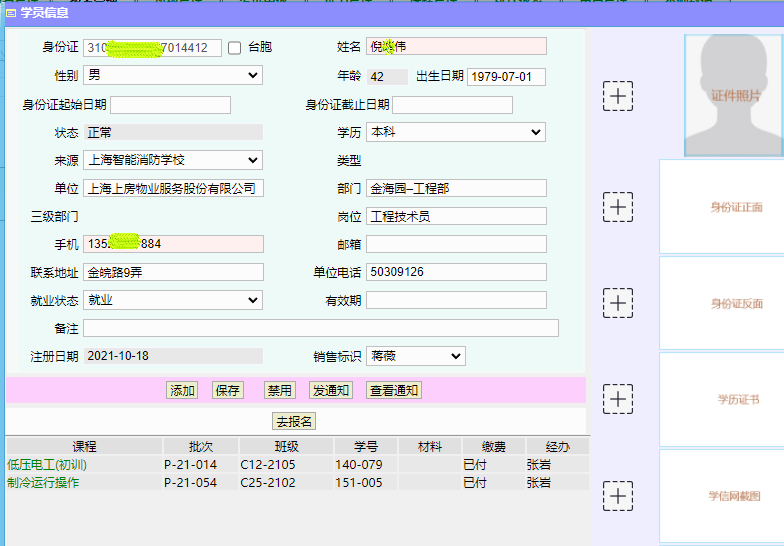 学员信息
身份证 310 7014412 台胞 姓名 倪 伟
性别 男 年龄 42 出生日期 1979-07-01
身份证起始日期 身份证截止日期
状态 正常 学历 本科
来源 上海智能消防学校 类型
单位 上海上房物业服务股份有限公司 部门 金海园–工程部
三级部门 岗位 工程技术员
手机 135 884 邮箱
联系地址 金皖路9弄 单位电话 50309126
就业状态 就业 有效期
备注
注册日期 2021-10-18 销售标识 蒋薇
添加 保存 禁用 发通知 查看通知
去报名
课程 批次 班级 学号 材料 缴费 经办
低压电工(初训) P-21-014 C12-2105 140-079 已付 张岩
制冷运行操作 P-21-054 C25-2102 151-005 已付 张岩
证件照片
身份证正面
身份证反面
学历证书
学信网截图